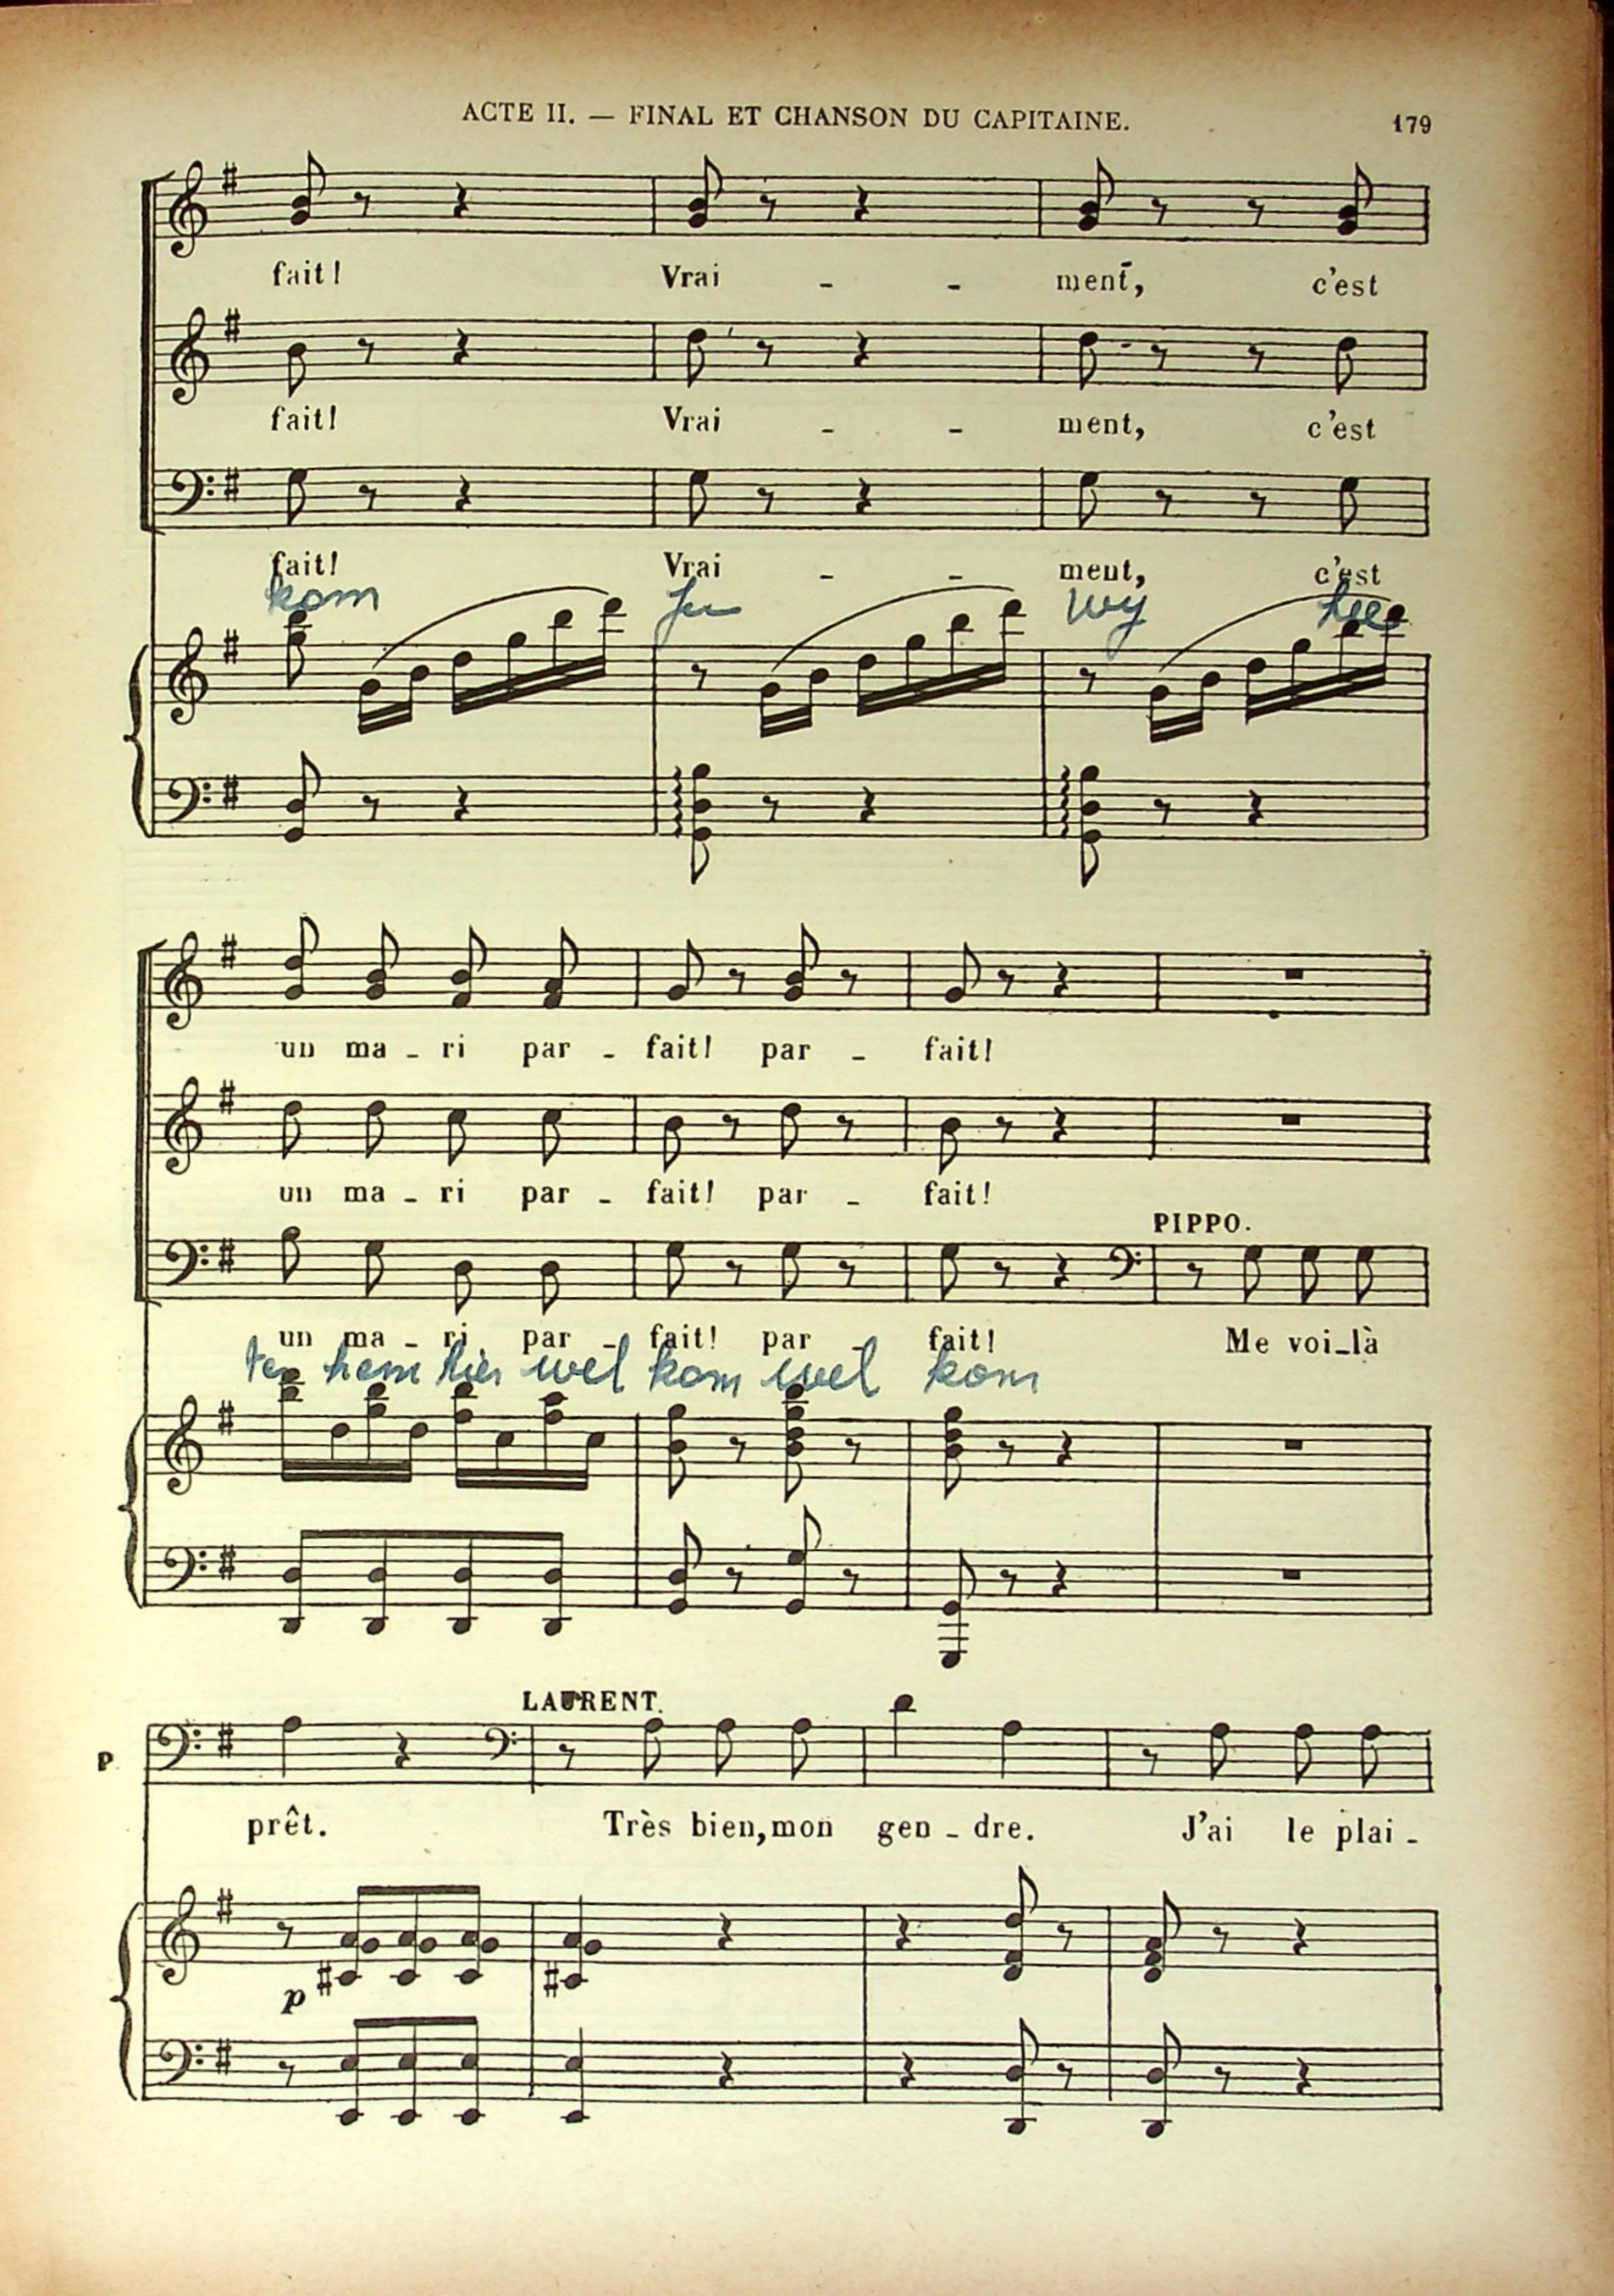 ACTE II. — FINAL ET CHANSON DU CAPITAINE. 179
fait! Vrai - - ment, c'est
fait! Vrai - - ment, c'est
fait! Vrai - - ment, c'est
kom Ja wy hee
un ma - ri par - fait! par - fait!
un ma - ri par - fait! par - fait!
PIPPO.
un ma - ri par - fait! par - fait! Me voi-là
ten hem hier wel kom wel kom
LAURENT.
P
prêt. Très bien, mon gen - dre. J'ai le plai -
p